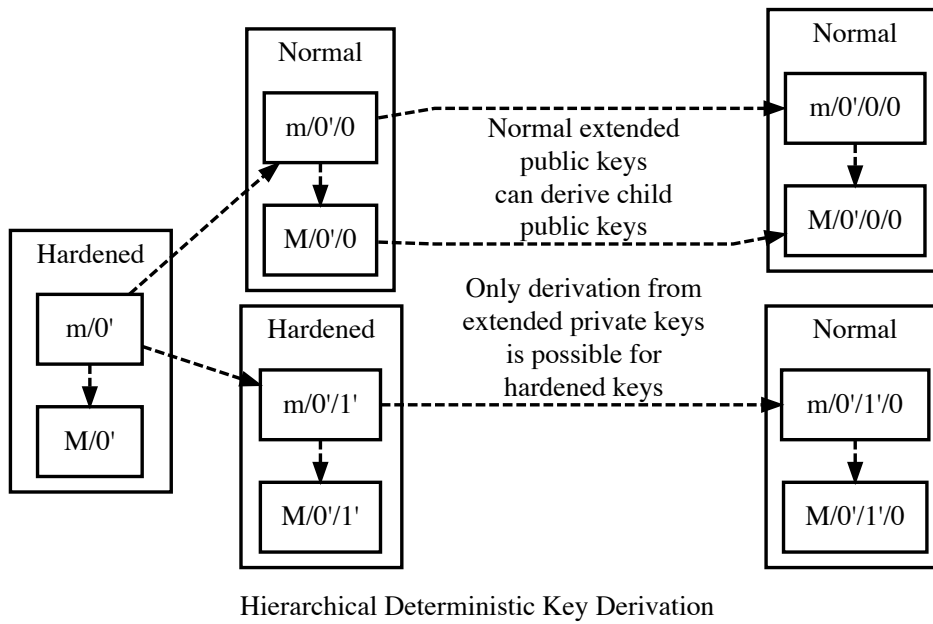 Hardened
m/0'
M/0'
Normal
m/0'/0
M/0'/0
Hardened
m/0'/1'
M/0'/1'
Normal extended
public keys
can derive child
public keys
Only derivation from
extended private keys
is possible for
hardened keys
Normal
m/0'/0/0
M/0'/0/0
Normal
m/0'/1'/0
M/0'/1'/0
Hierarchical Deterministic Key Derivation